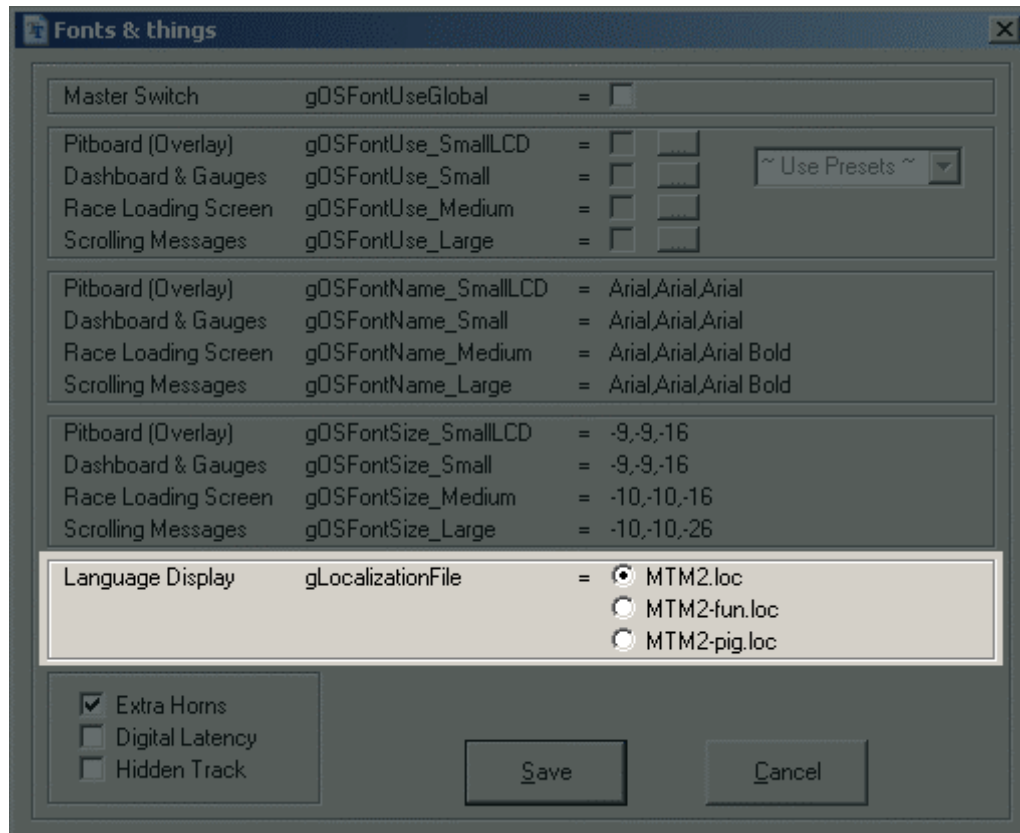 Fonts & things
Master Switch gOSFontUseGlobal =
Pitboard (Overlay) gOSFontUse_SmallLCD = ...
~ Use Presets ~
Dashboard & Gauges gOSFontUse_Small = ...
Race Loading Screen gOSFontUse_Medium = ...
Scrolling Messages gOSFontUse_Large = ...
Pitboard (Overlay) gOSFontName_SmallLCD = Arial,Arial,Arial
Dashboard & Gauges gOSFontName_Small = Arial,Arial,Arial
Race Loading Screen gOSFontName_Medium = Arial,Arial,Arial Bold
Scrolling Messages gOSFontName_Large = Arial,Arial,Arial Bold
Pitboard (Overlay) gOSFontSize_SmallLCD = -9,-9,-16
Dashboard & Gauges gOSFontSize_Small = -9,-9,-16
Race Loading Screen gOSFontSize_Medium = -10,-10,-16
Scrolling Messages gOSFontSize_Large = -10,-10,-26
Language Display gLocalizationFile = MTM2.loc
MTM2-fun.loc
MTM2-pig.loc
Extra Horns
Digital Latency
Hidden Track
Save Cancel